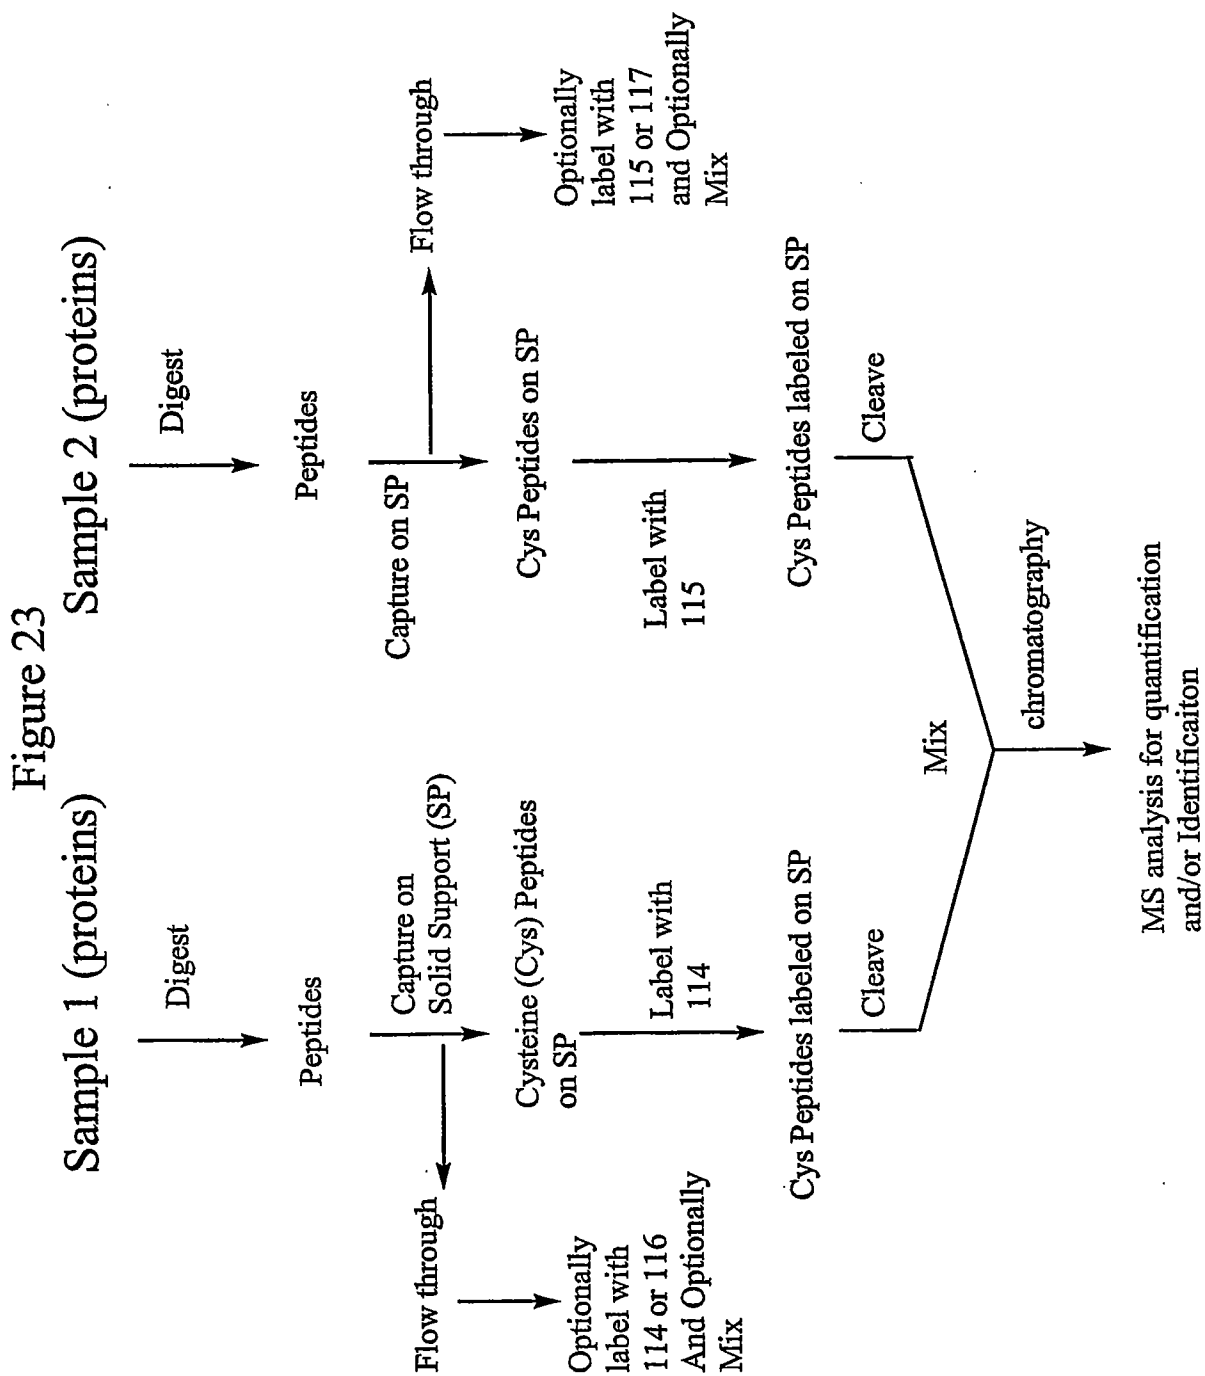 Figure 23
Sample 1 (proteins)
Digest
Peptides
Capture on
Solid Support (SP)
Flow through
Optionally
label with
114 or 116
And Optionally
Mix
Cysteine (Cys) Peptides
on SP
Label with
114
Cys Peptides labeled on SP
Cleave
Sample 2 (proteins)
Digest
Peptides
Capture on SP
Flow through
Optionally
label with
115 or 117
and Optionally
Mix
Cys Peptides on SP
Label with
115
Cys Peptides labeled on SP
Cleave
Mix
chromatography
MS analysis for quantification
and/or Identificaiton